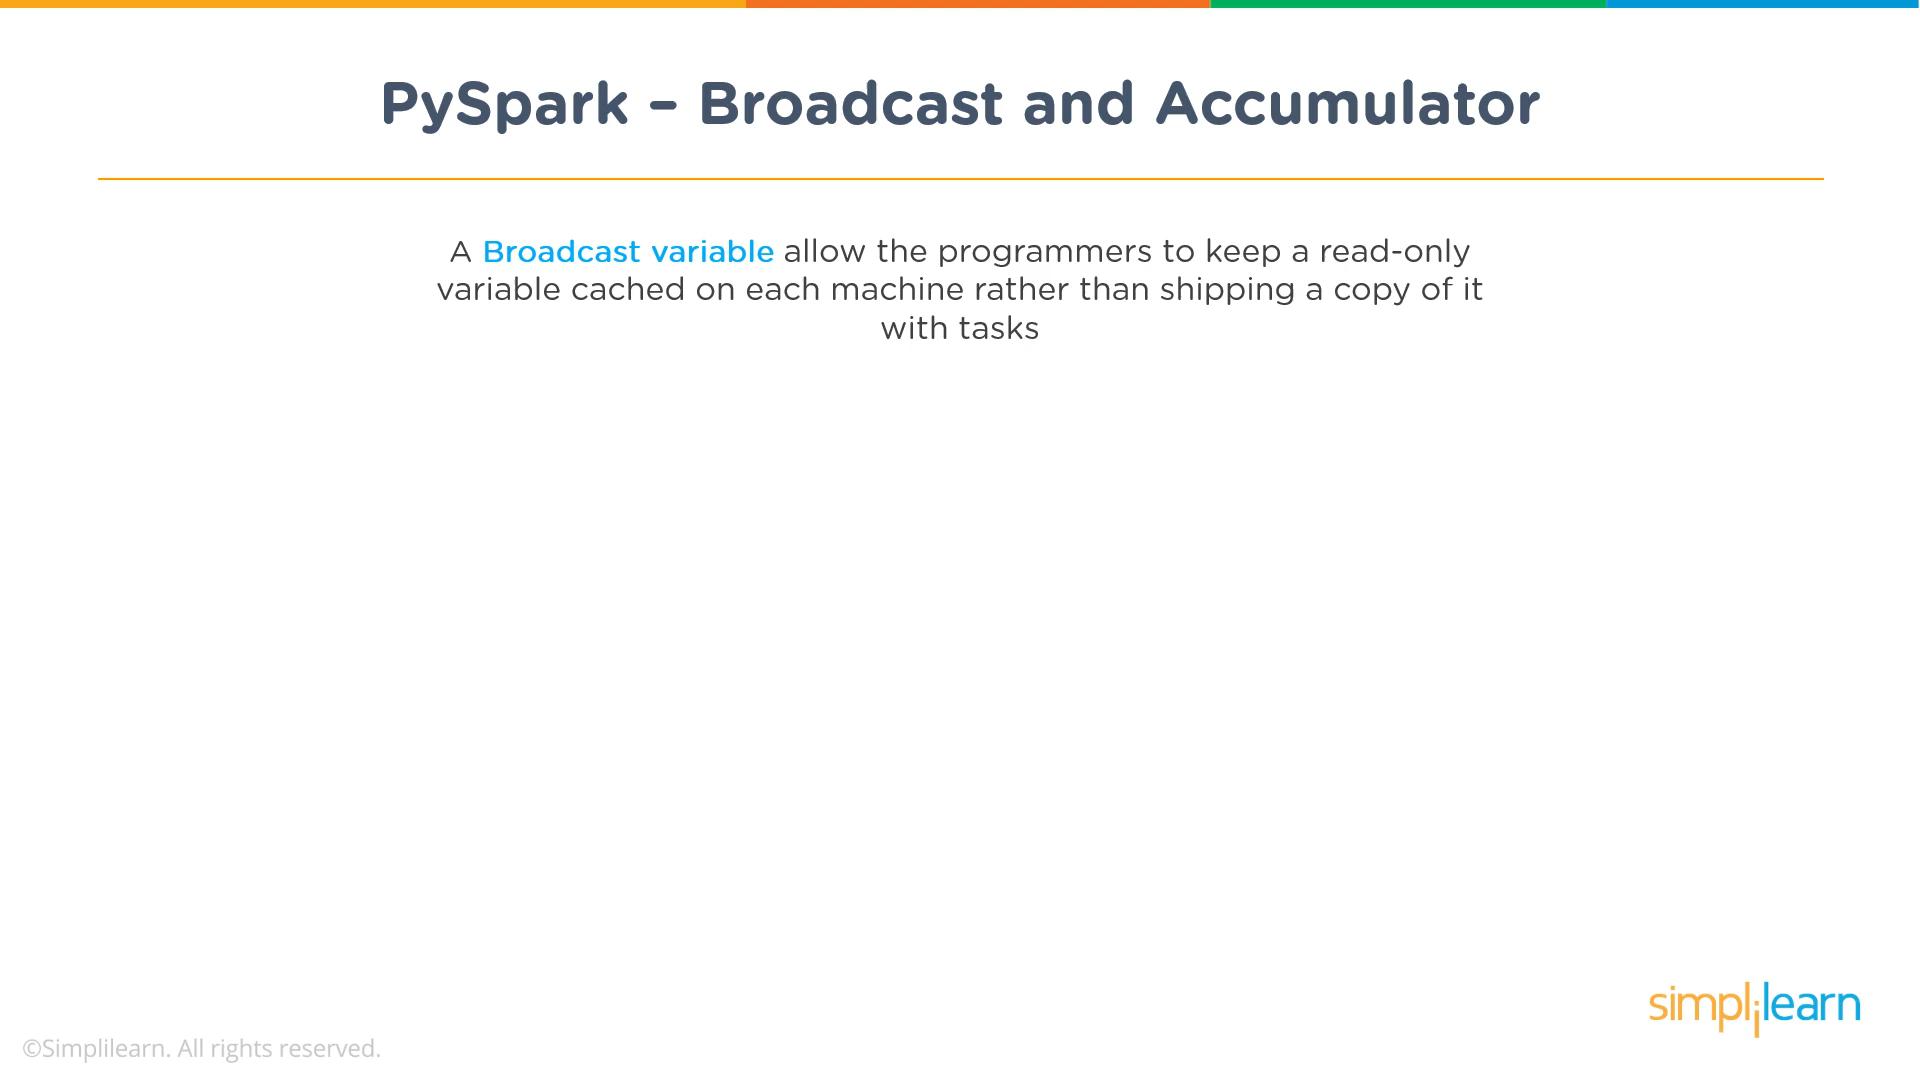 PySpark – Broadcast and Accumulator
A Broadcast variable allow the programmers to keep a read-only
variable cached on each machine rather than shipping a copy of it
with tasks
simplilearn
©Simplilearn. All rights reserved.